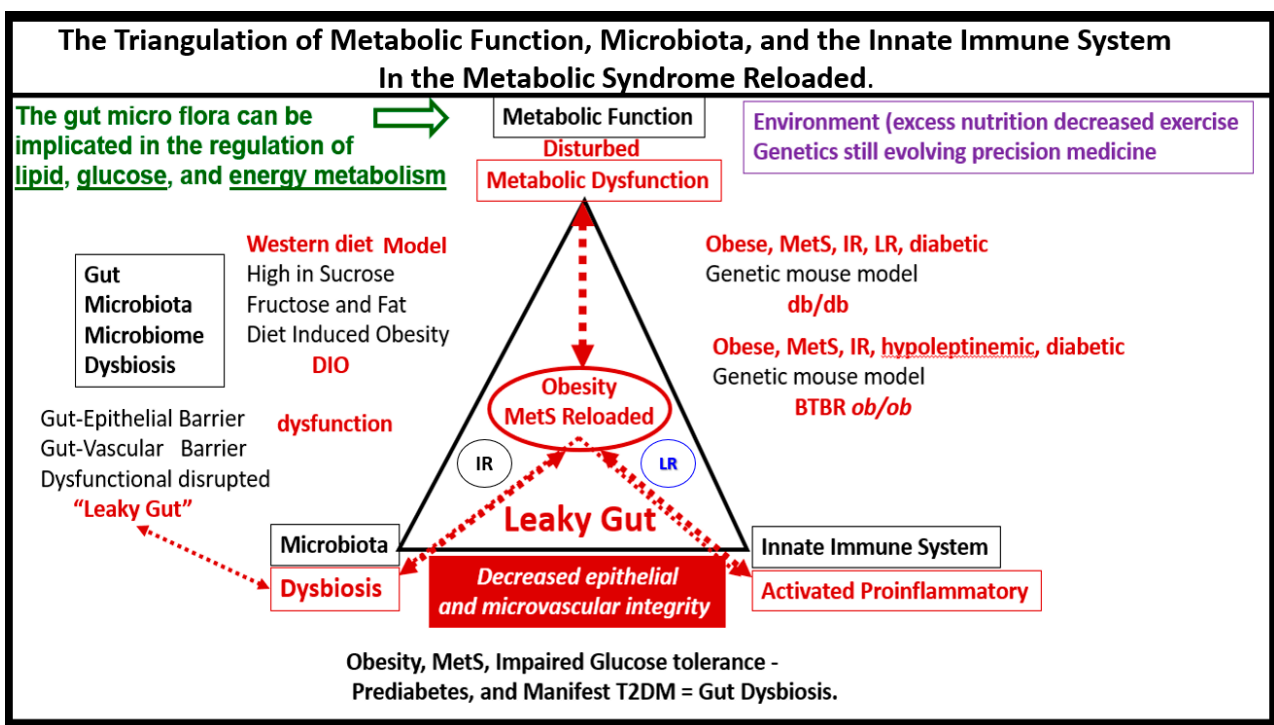 The Triangulation of Metabolic Function, Microbiota, and the Innate Immune System
In the Metabolic Syndrome Reloaded.
The gut micro flora can be
implicated in the regulation of
lipid, glucose, and energy metabolism
Metabolic Function
Disturbed
Metabolic Dysfunction
Environment (excess nutrition decreased exercise
Genetics still evolving precision medicine
Western diet Model
High in Sucrose
Fructose and Fat
Diet Induced Obesity
DIO
Gut
Microbiota
Microbiome
Dysbiosis
Obese, MetS, IR, LR, diabetic
Genetic mouse model
db/db
Obese, MetS, IR, hypoleptinemic, diabetic
Genetic mouse model
BTBR ob/ob
Obesity
MetS Reloaded
Gut-Epithelial Barrier
Gut-Vascular Barrier
Dysfunctional disrupted
"Leaky Gut"
dysfunction
IR
LR
Leaky Gut
Microbiota
Dysbiosis
Innate Immune System
Activated Proinflammatory
Decreased epithelial
and microvascular integrity
Obesity, MetS, Impaired Glucose tolerance -
Prediabetes, and Manifest T2DM = Gut Dysbiosis.